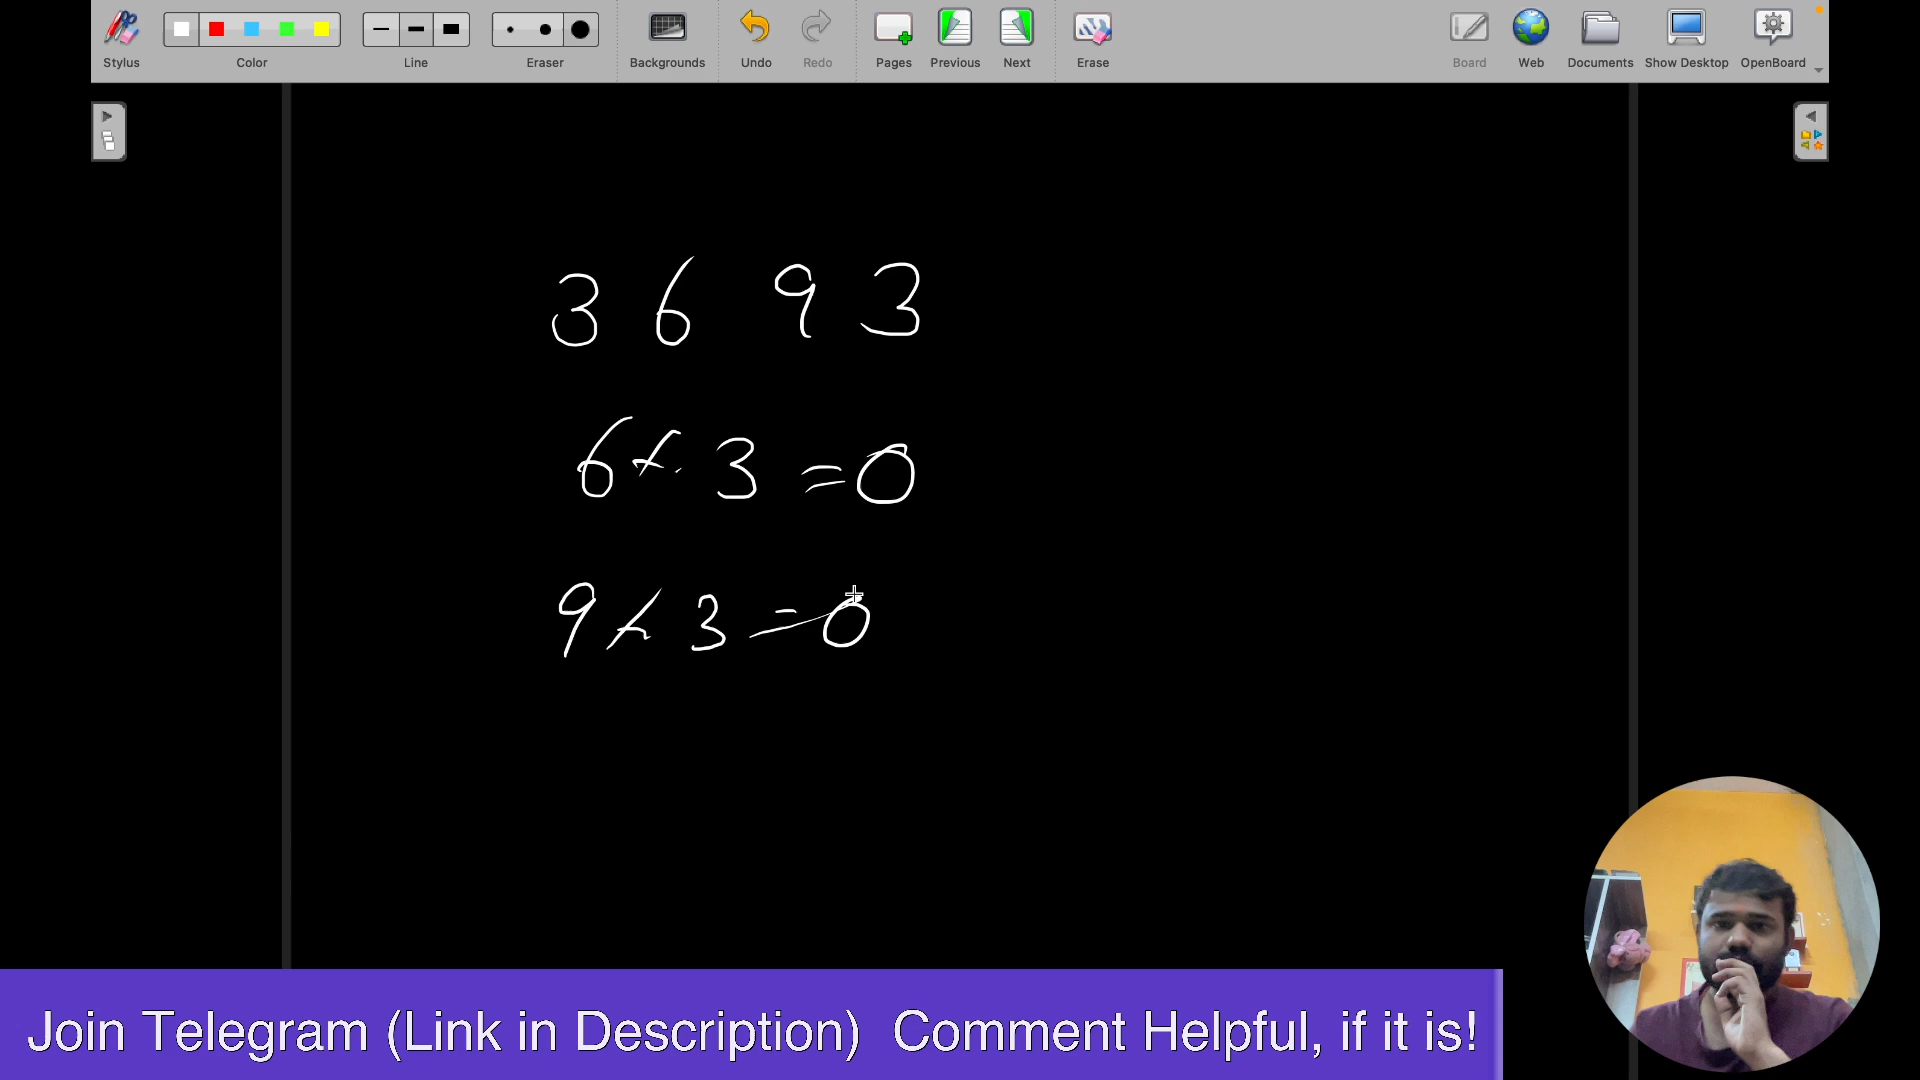 Stylus Color Line Eraser Backgrounds Undo Redo Pages Previous Next Erase Board Web Documents Show Desktop OpenBoard
3 6 9 3
6 % 3 = 0
9 % 3 = 0
Join Telegram (Link in Description) Comment Helpful, if it is!